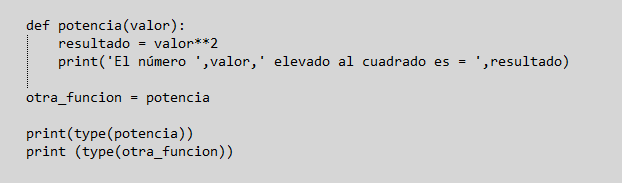 def potencia(valor):
    resultado = valor**2
    print('El número ',valor,' elevado al cuadrado es = ',resultado)
otra_funcion = potencia
print(type(potencia))
print (type(otra_funcion))